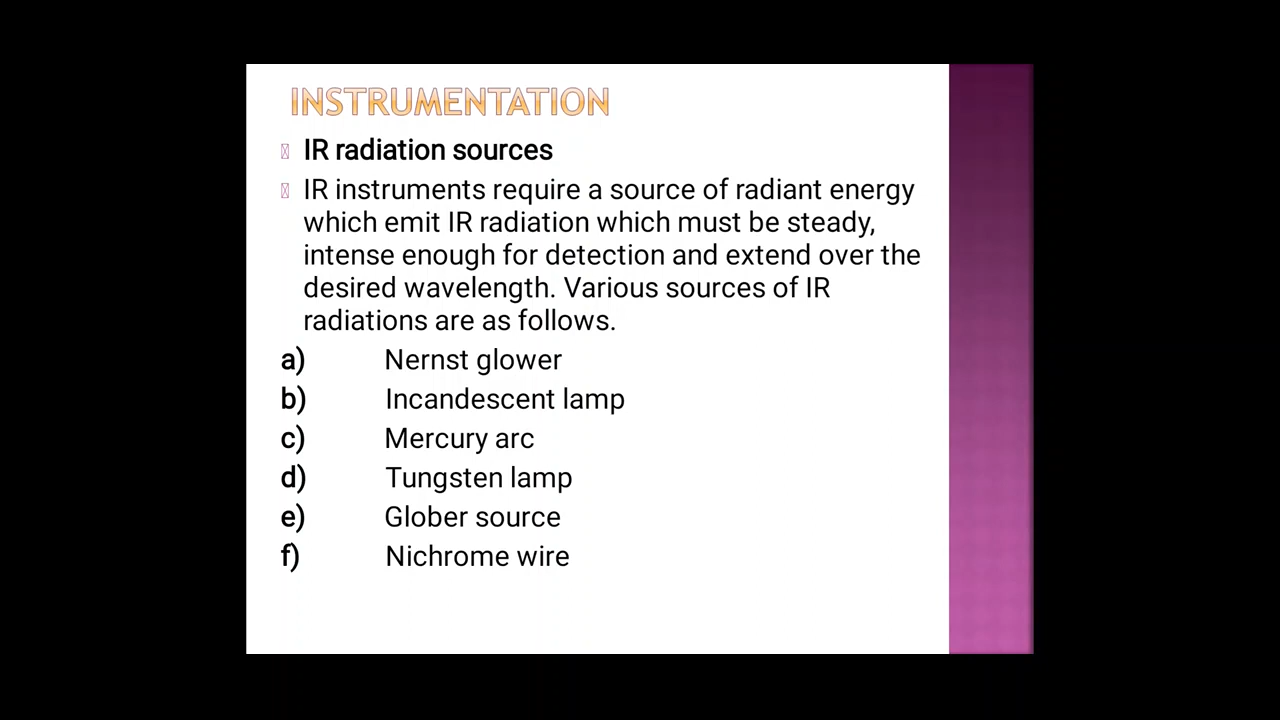 INSTRUMENTATION
IR radiation sources
IR instruments require a source of radiant energy
which emit IR radiation which must be steady,
intense enough for detection and extend over the
desired wavelength. Various sources of IR
radiations are as follows.
a) Nernst glower
b) Incandescent lamp
c) Mercury arc
d) Tungsten lamp
e) Glober source
f) Nichrome wire